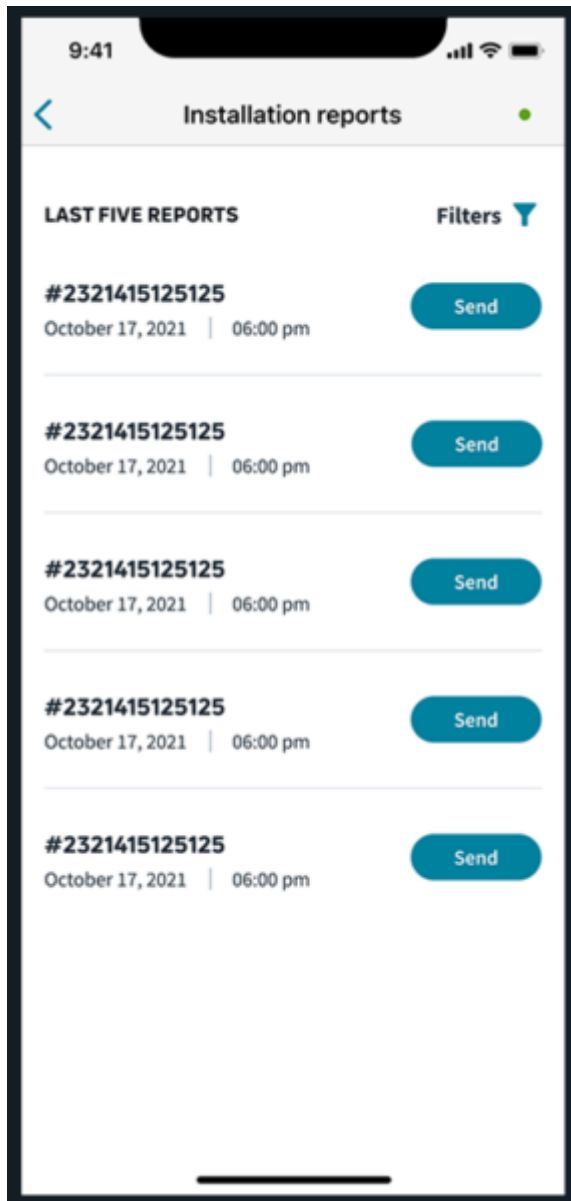 9:41
Installation reports
LAST FIVE REPORTS Filters
#2321415125125
Send
October 17, 2021 06:00 pm
#2321415125125
Send
October 17, 2021 06:00 pm
#2321415125125
Send
October 17, 2021 06:00 pm
#2321415125125
Send
October 17, 2021 06:00 pm
#2321415125125
Send
October 17, 2021 06:00 pm